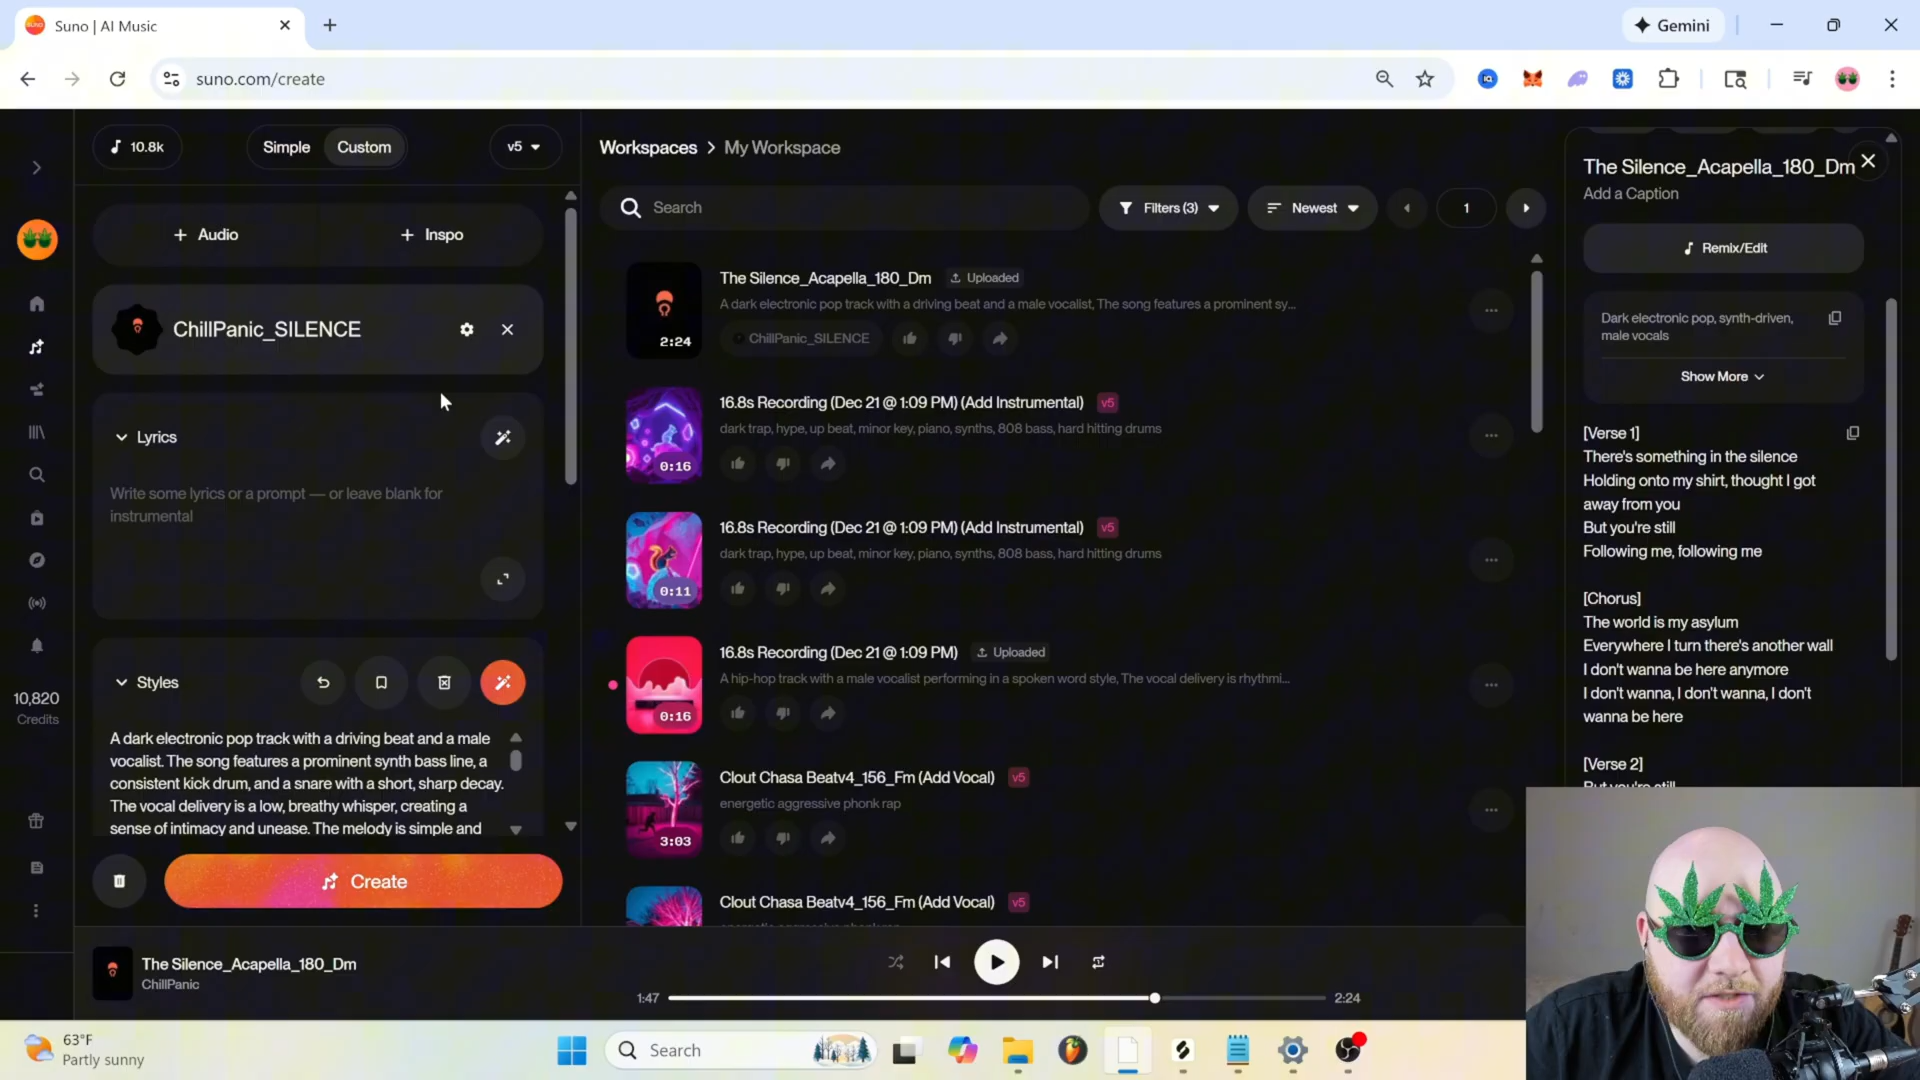 Suno | AI Music
Gemini
suno.com/create
10.8k
Simple
Custom
v5
+ Audio
+ Inspo
ChillPanic_SILENCE
Lyrics
Write some lyrics or a prompt — or leave blank for
instrumental
Styles
A dark electronic pop track with a driving beat and a male
vocalist. The song features a prominent synth bass line, a
consistent kick drum, and a snare with a short, sharp decay.
The vocal delivery is a low, breathy whisper, creating a
sense of intimacy and unease. The melody is simple and
Create
10,820
Credits
Workspaces > My Workspace
Search
Filters (3)
Newest
1
The Silence_Acapella_180_Dm
Uploaded
A dark electronic pop track with a driving beat and a male vocalist, The song features a prominent sy...
ChillPanic_SILENCE
2:24
16.8s Recording (Dec 21 @ 1:09 PM) (Add Instrumental)
v5
dark trap, hype, up beat, minor key, piano, synths, 808 bass, hard hitting drums
0:16
16.8s Recording (Dec 21 @ 1:09 PM) (Add Instrumental)
v5
dark trap, hype, up beat, minor key, piano, synths, 808 bass, hard hitting drums
0:11
16.8s Recording (Dec 21 @ 1:09 PM)
Uploaded
A hip-hop track with a male vocalist performing in a spoken word style, The vocal delivery is rhythmi...
0:16
Clout Chasa Beatv4_156_Fm (Add Vocal)
v5
energetic aggressive phonk rap
3:03
Clout Chasa Beatv4_156_Fm (Add Vocal)
v5
The Silence_Acapella_180_Dm
Add a Caption
Remix/Edit
Dark electronic pop, synth-driven,
male vocals
Show More
[Verse 1]
There's something in the silence
Holding onto my shirt, thought I got
away from you
But you're still
Following me, following me
[Chorus]
The world is my asylum
Everywhere I turn there's another wall
I don't wanna be here anymore
I don't wanna, I don't wanna, I don't
wanna be here
[Verse 2]
But you're still
The Silence_Acapella_180_Dm
ChillPanic
1:47
2:24
63°F
Partly sunny
Search